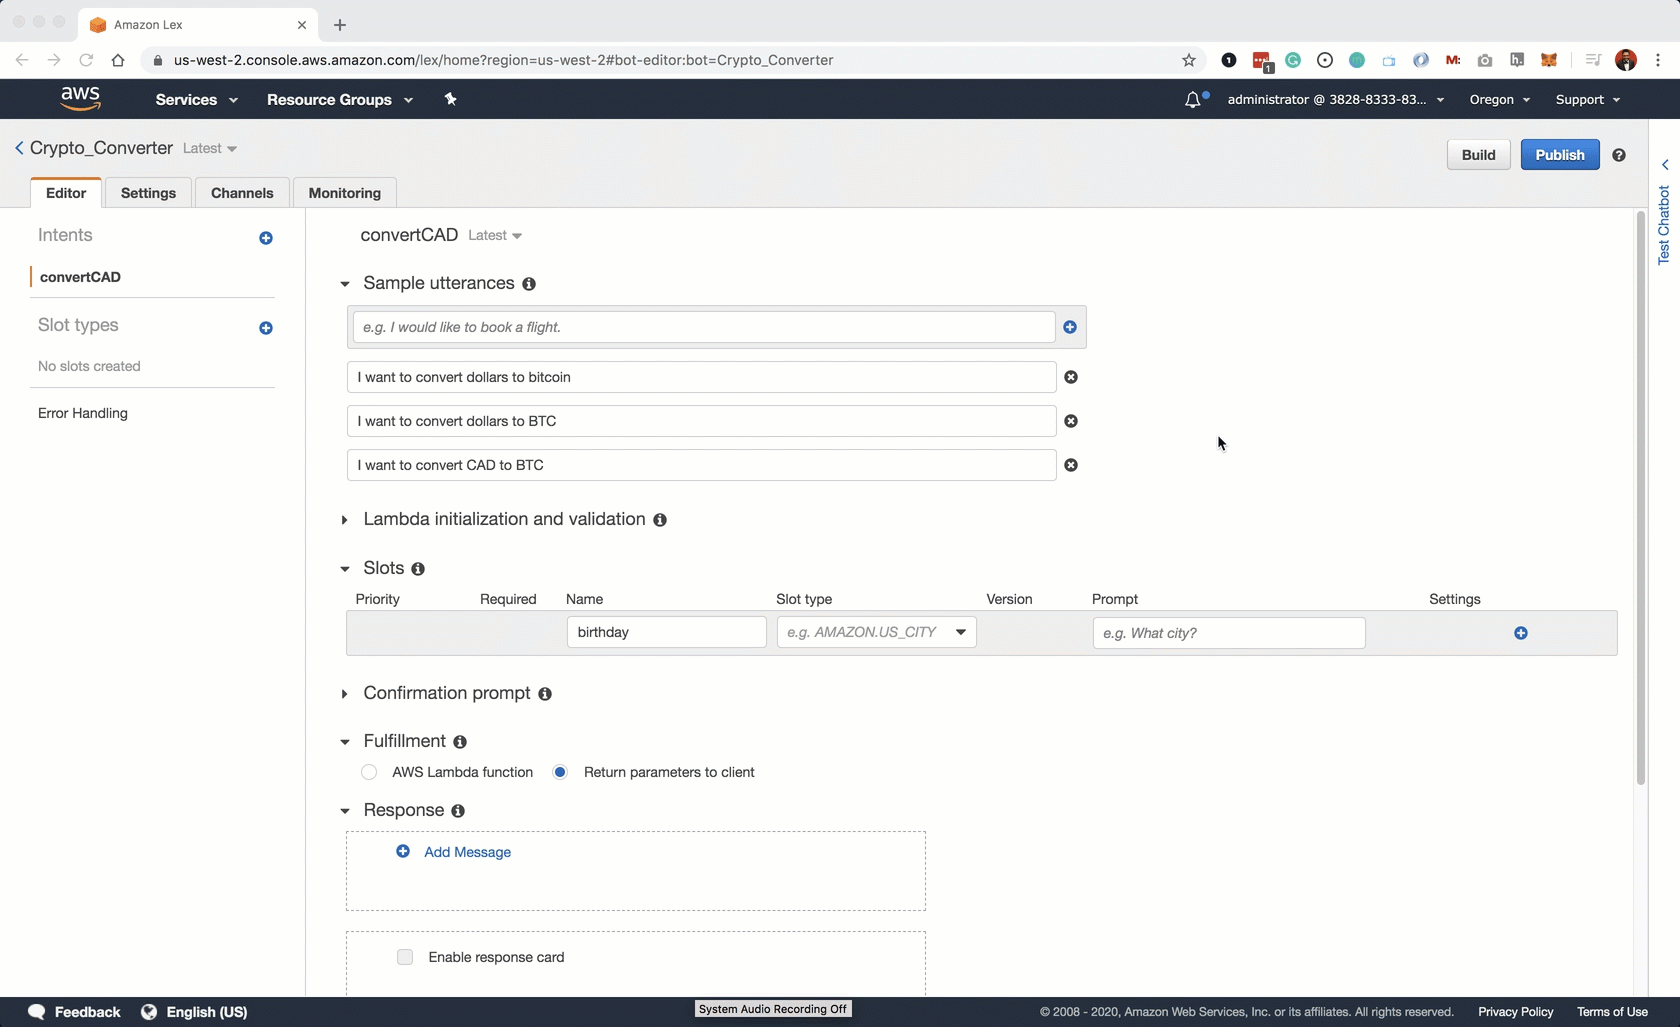 Amazon Lex
us-west-2.console.aws.amazon.com/lex/home?region=us-west-2#bot-editor:bot=Crypto_Converter
1
1
G
m
M:
h.
aws
Services
Resource Groups
administrator @ 3828-8333-83...
Oregon
Support
Crypto_Converter Latest
Build
Publish
?
Editor
Settings
Channels
Monitoring
Test Chatbot
Intents
convertCAD
Slot types
No slots created
Error Handling
convertCAD Latest
Sample utterances
e.g. I would like to book a flight.
I want to convert dollars to bitcoin
I want to convert dollars to BTC
I want to convert CAD to BTC
Lambda initialization and validation
Slots
Priority Required Name Slot type Version Prompt Settings
birthday e.g. AMAZON.US_CITY e.g. What city?
Confirmation prompt
Fulfillment
AWS Lambda function Return parameters to client
Response
Add Message
Enable response card
Feedback English (US)
System Audio Recording Off
© 2008 - 2020, Amazon Web Services, Inc. or its affiliates. All rights reserved. Privacy Policy Terms of Use